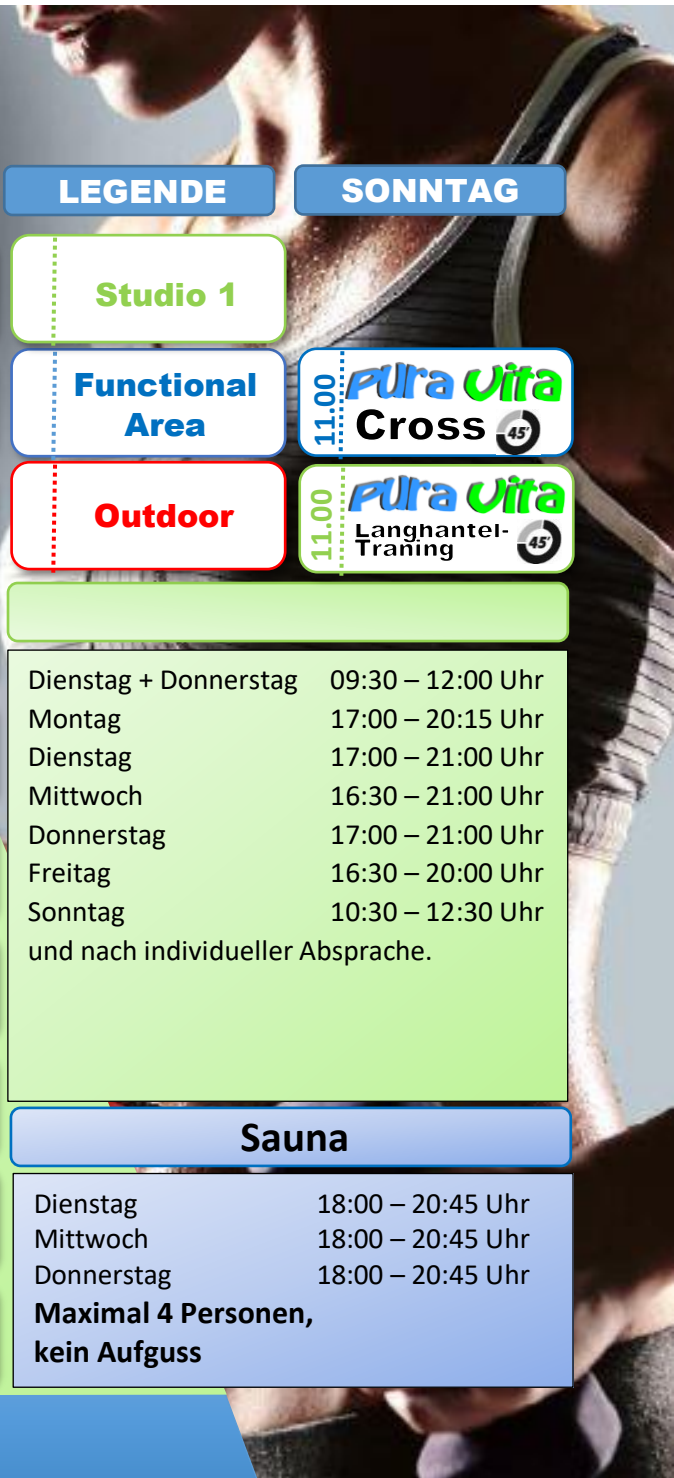 LEGENDE
SONNTAG
Studio 1
Functional
Area
11.00
pura vita
Cross 45'
Outdoor
11.00
pura vita
Langhantel-
Traning 45'
Dienstag + Donnerstag 09:30 – 12:00 Uhr
Montag 17:00 – 20:15 Uhr
Dienstag 17:00 – 21:00 Uhr
Mittwoch 16:30 – 21:00 Uhr
Donnerstag 17:00 – 21:00 Uhr
Freitag 16:30 – 20:00 Uhr
Sonntag 10:30 – 12:30 Uhr
und nach individueller Absprache.
Sauna
Dienstag 18:00 – 20:45 Uhr
Mittwoch 18:00 – 20:45 Uhr
Donnerstag 18:00 – 20:45 Uhr
Maximal 4 Personen,
kein Aufguss